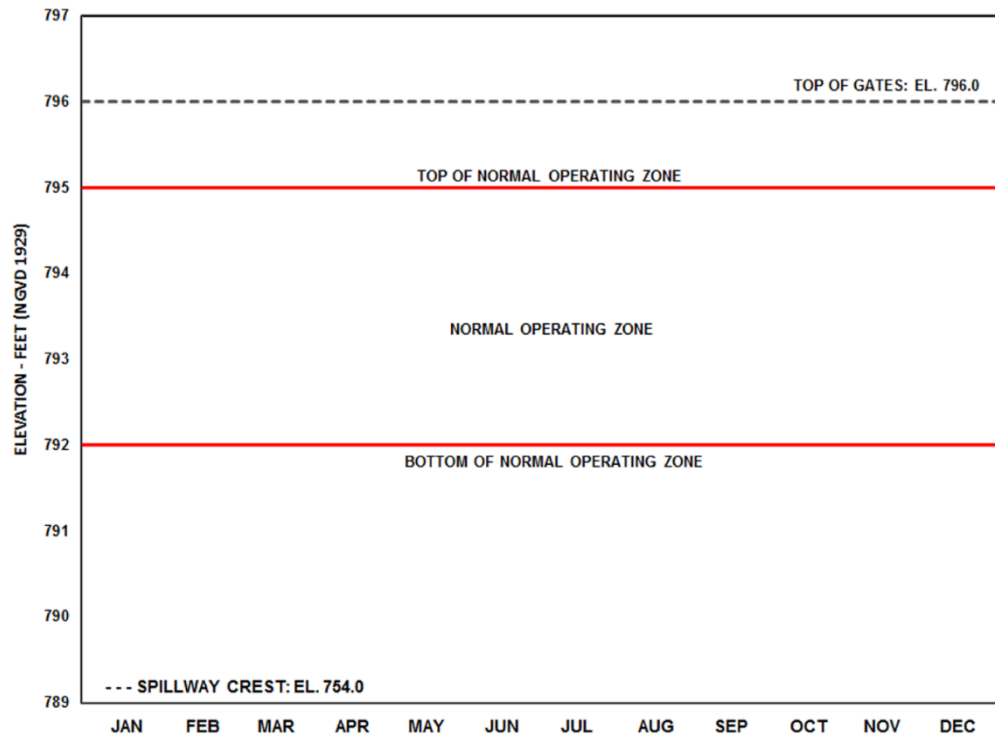 797
TOP OF GATES: EL. 796.0
796
TOP OF NORMAL OPERATING ZONE
795
794
NORMAL OPERATING ZONE
793
792
BOTTOM OF NORMAL OPERATING ZONE
791
790
789
ELEVATION - FEET (NGVD 1929)
- - - SPILLWAY CREST: EL. 754.0
JAN FEB MAR APR MAY JUN JUL AUG SEP OCT NOV DEC